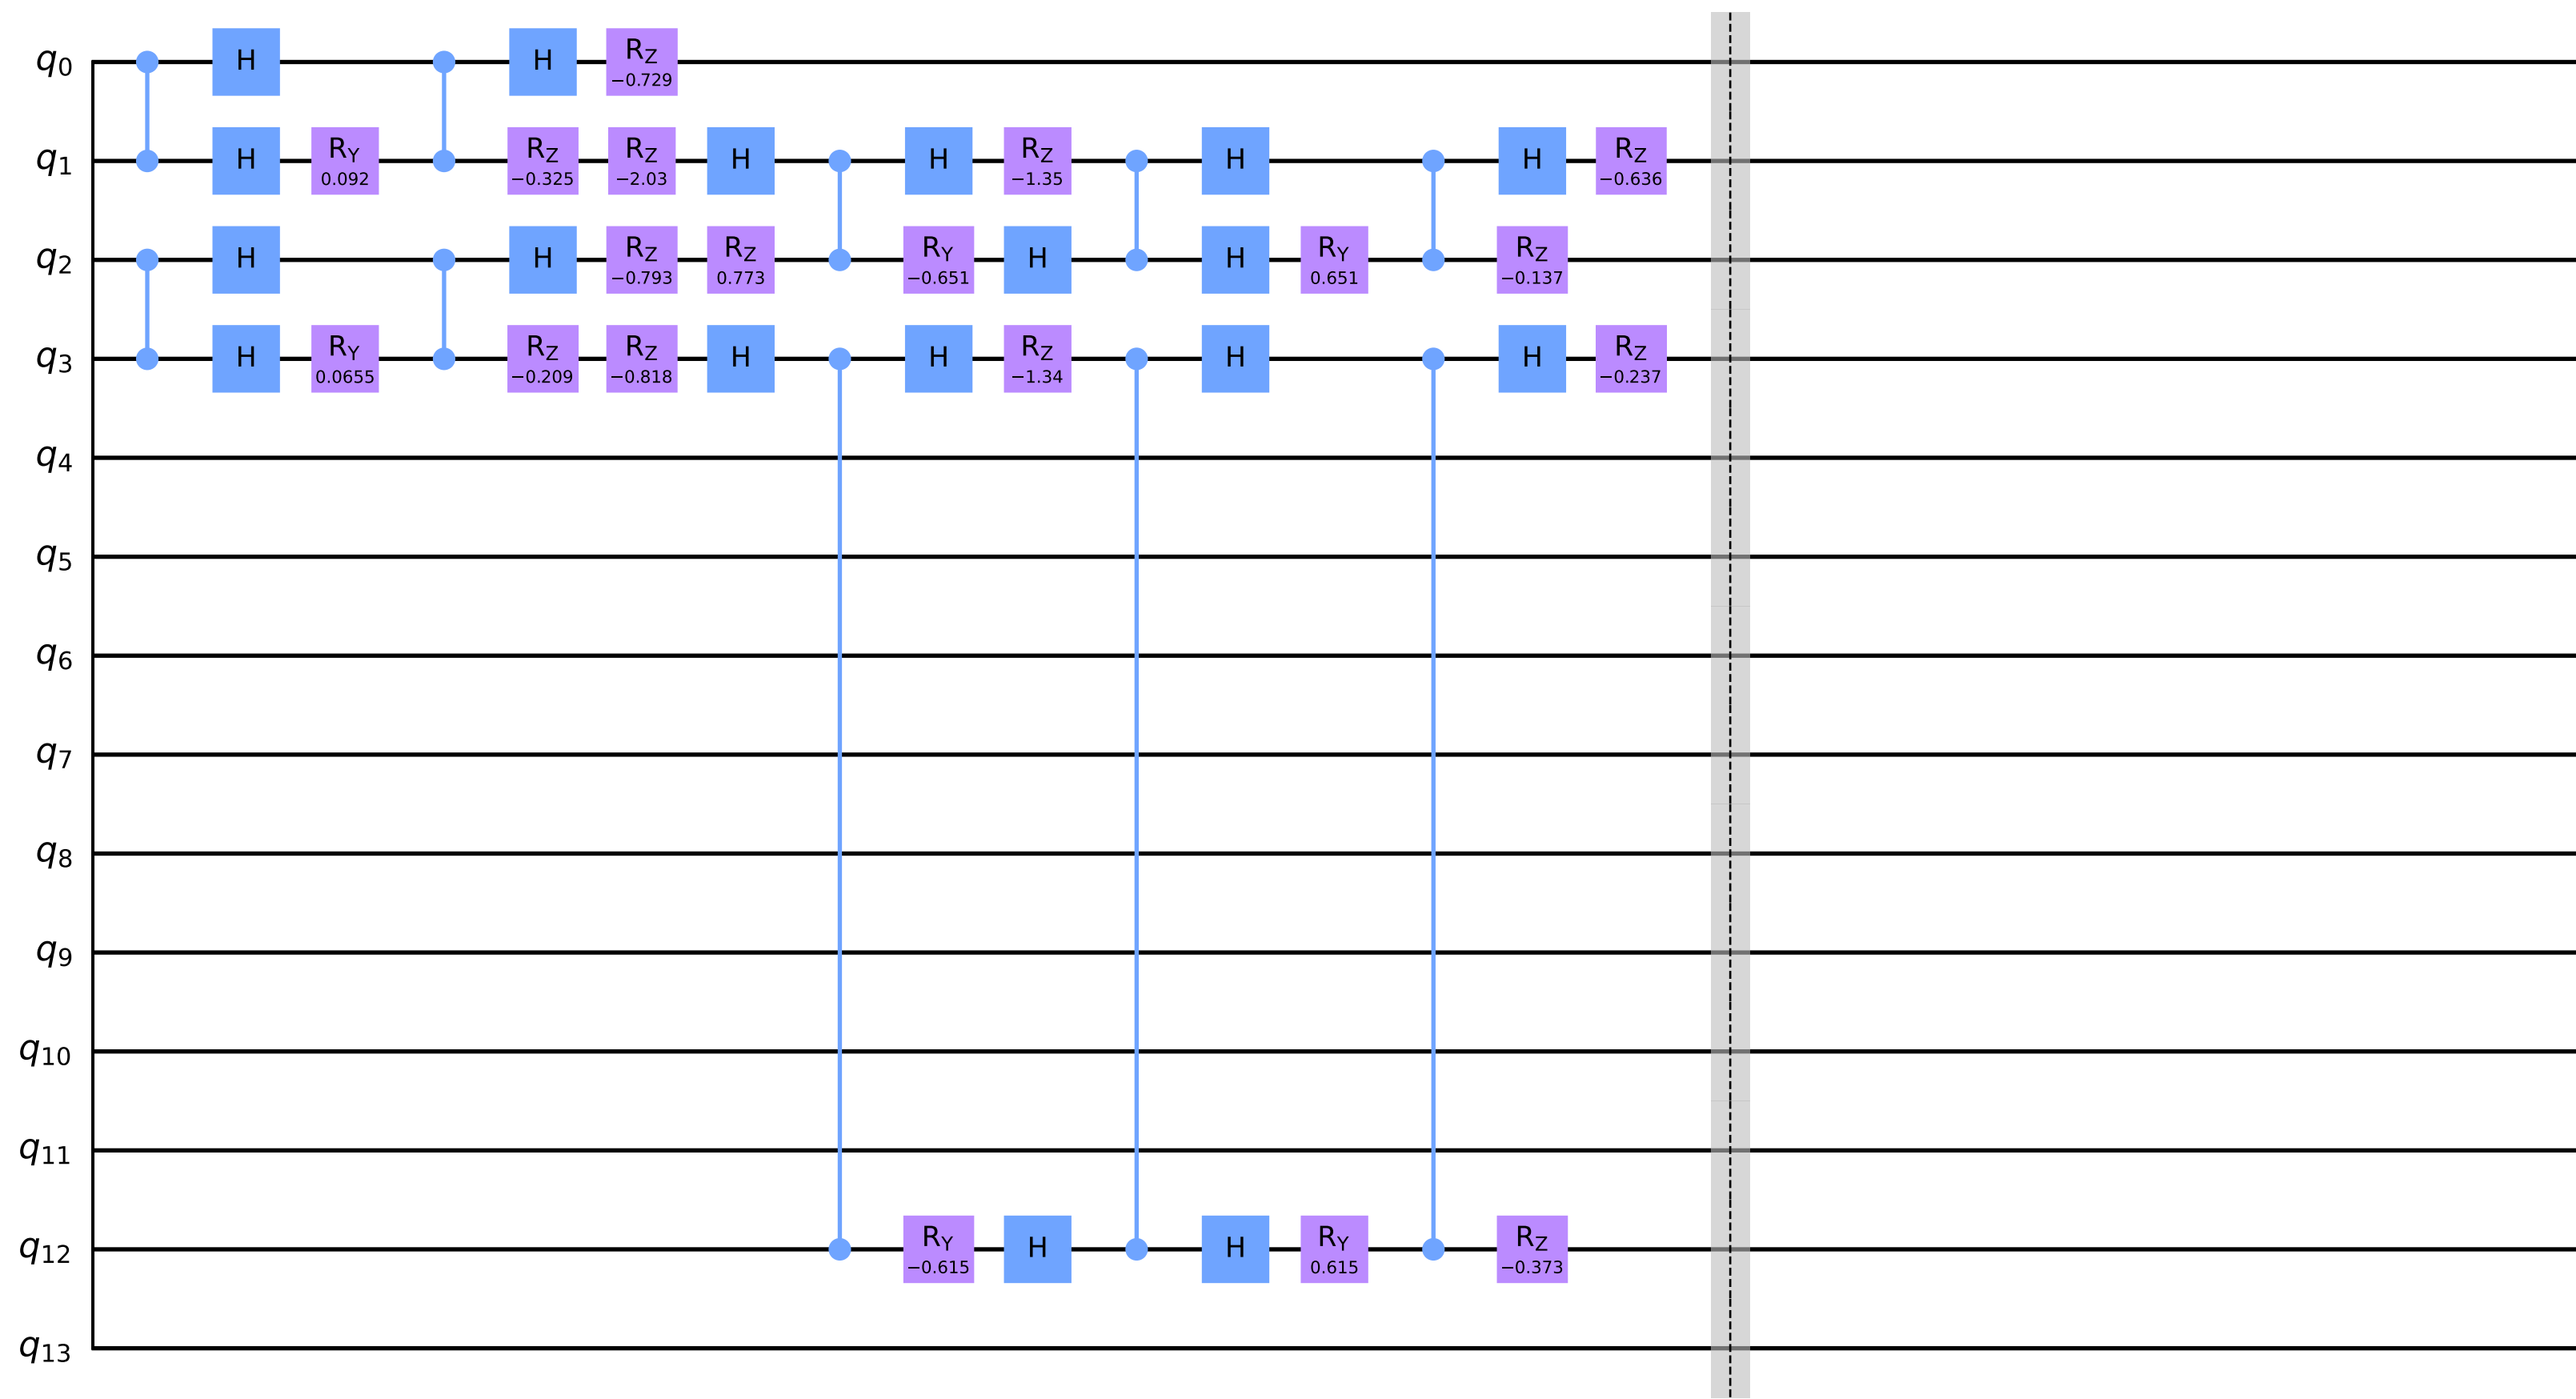 q0 H H RZ −0.729
q1 H RY 0.092 RZ −0.325 RZ −2.03 H H RZ −1.35 H H RZ −0.636
q2 H H RZ −0.793 RZ 0.773 RY −0.651 H H RY 0.651 RZ −0.137
q3 H RY 0.0655 RZ −0.209 RZ −0.818 H H RZ −1.34 H H RZ −0.237
q4
q5
q6
q7
q8
q9
q10
q11
q12 RY −0.615 H H RY 0.615 RZ −0.373
q13